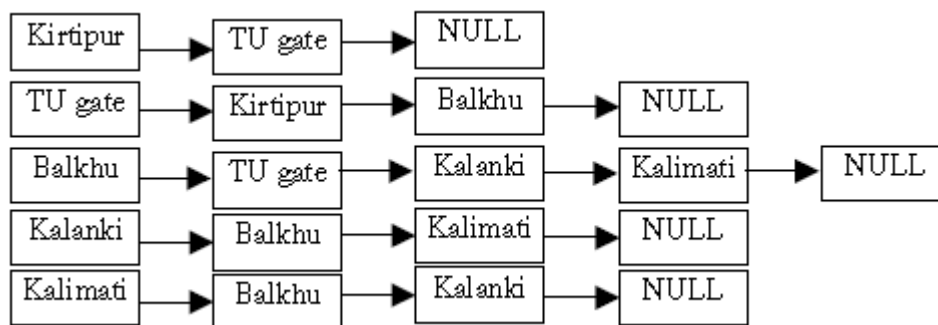 Kirtipur TU gate NULL
TU gate Kirtipur Balkhu NULL
Balkhu TU gate Kalanki Kalimati NULL
Kalanki Balkhu Kalimati NULL
Kalimati Balkhu Kalanki NULL